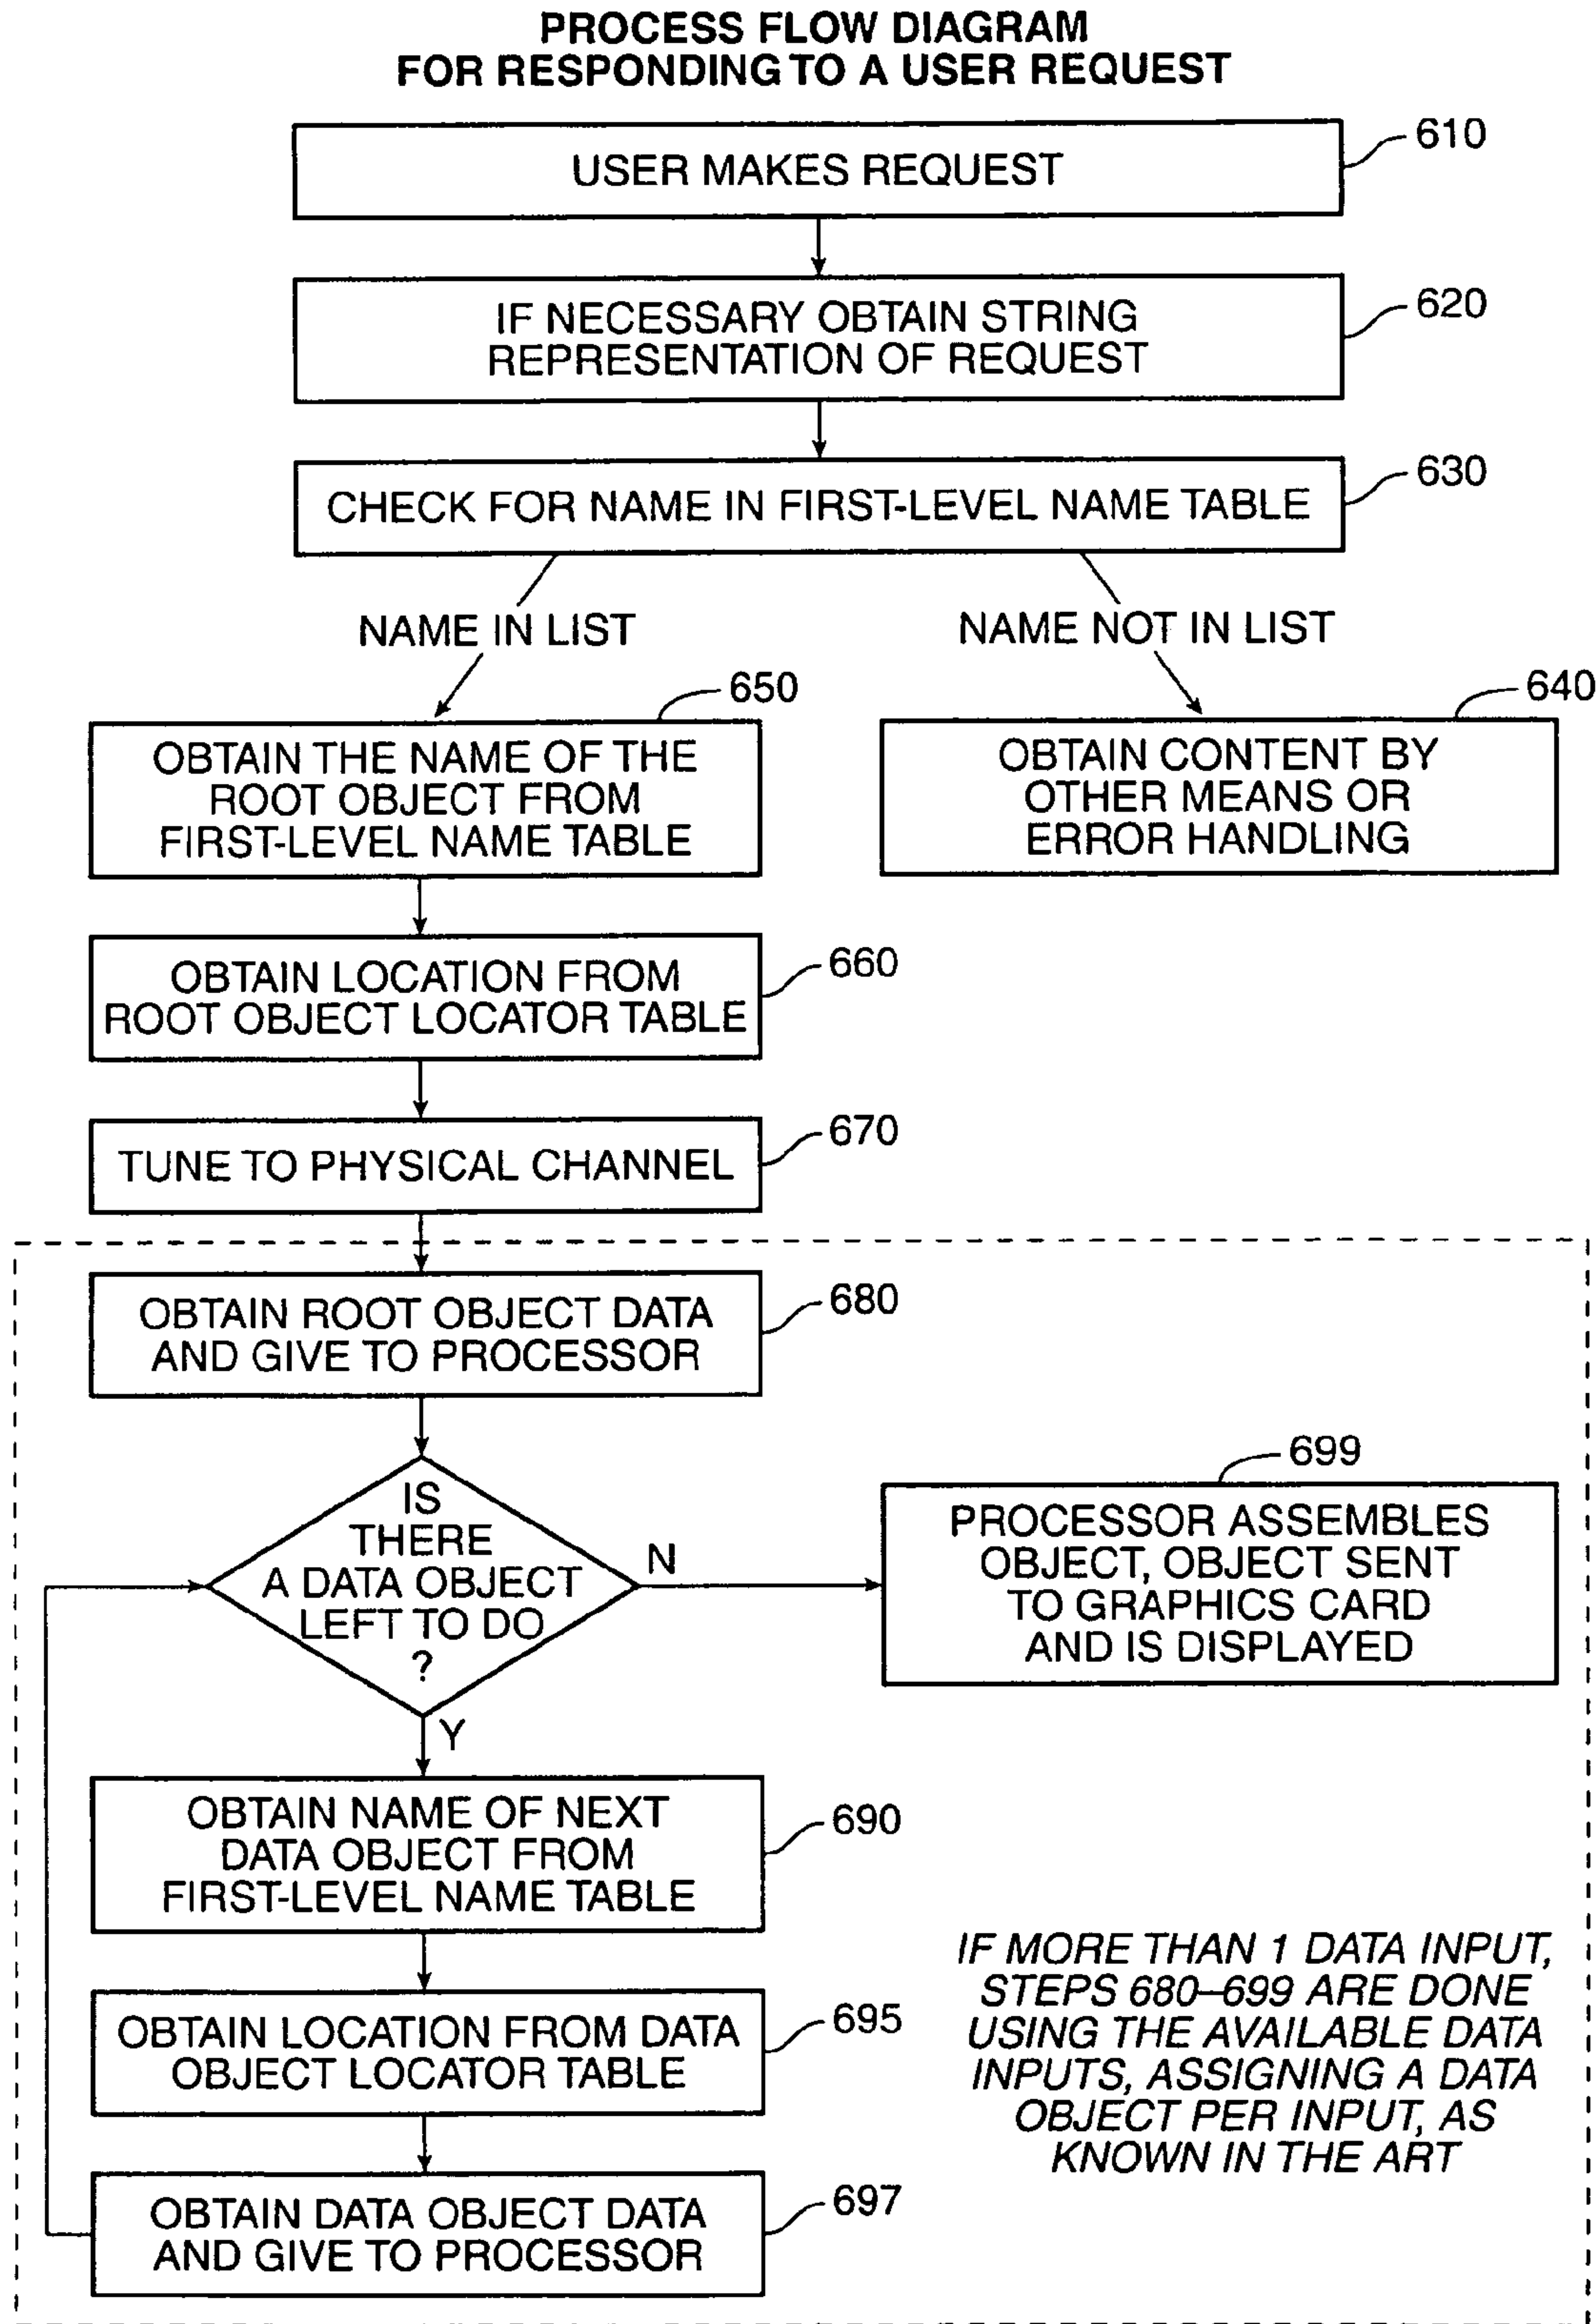 PROCESS FLOW DIAGRAM
FOR RESPONDING TO A USER REQUEST
610
USER MAKES REQUEST
620
IF NECESSARY OBTAIN STRING
REPRESENTATION OF REQUEST
630
CHECK FOR NAME IN FIRST-LEVEL NAME TABLE
NAME IN LIST
NAME NOT IN LIST
650
OBTAIN THE NAME OF THE
ROOT OBJECT FROM
FIRST-LEVEL NAME TABLE
640
OBTAIN CONTENT BY
OTHER MEANS OR
ERROR HANDLING
660
OBTAIN LOCATION FROM
ROOT OBJECT LOCATOR TABLE
670
TUNE TO PHYSICAL CHANNEL
680
OBTAIN ROOT OBJECT DATA
AND GIVE TO PROCESSOR
IS
THERE
A DATA OBJECT
LEFT TO DO
?
N
699
PROCESSOR ASSEMBLES
OBJECT, OBJECT SENT
TO GRAPHICS CARD
AND IS DISPLAYED
Y
690
OBTAIN NAME OF NEXT
DATA OBJECT FROM
FIRST-LEVEL NAME TABLE
695
OBTAIN LOCATION FROM DATA
OBJECT LOCATOR TABLE
697
OBTAIN DATA OBJECT DATA
AND GIVE TO PROCESSOR
IF MORE THAN 1 DATA INPUT,
STEPS 680–699 ARE DONE
USING THE AVAILABLE DATA
INPUTS, ASSIGNING A DATA
OBJECT PER INPUT, AS
KNOWN IN THE ART